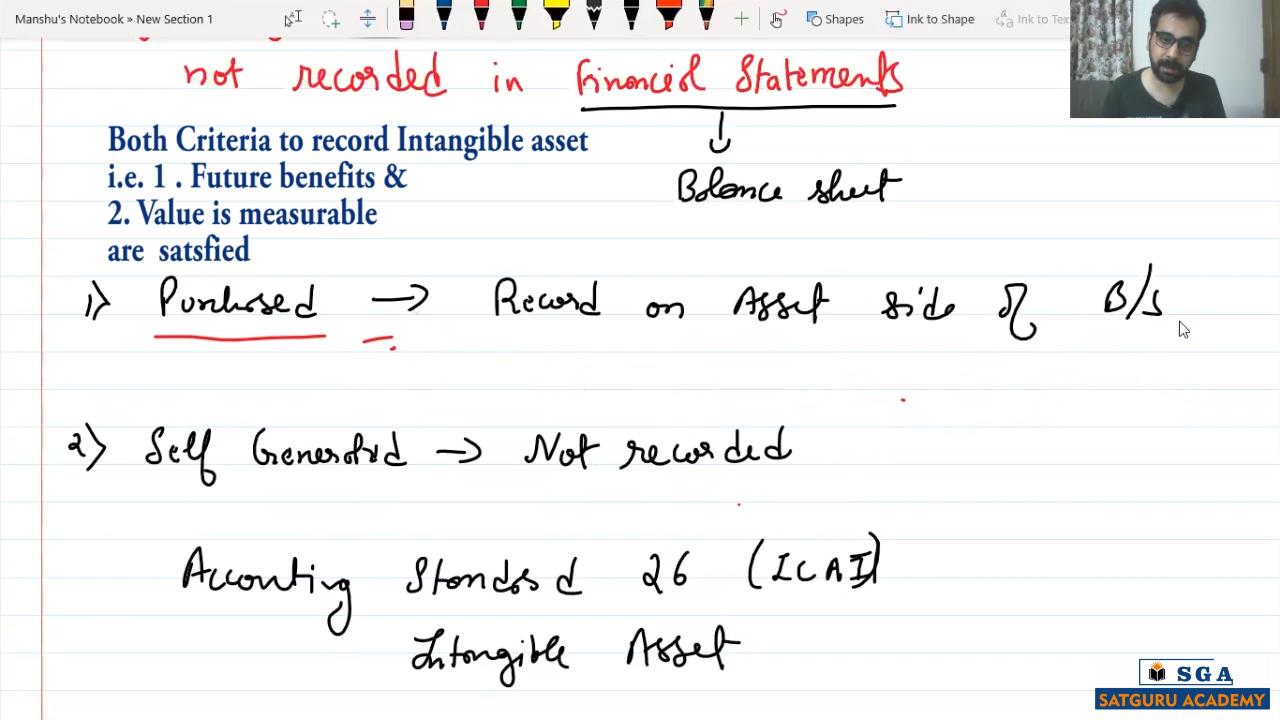 Manshu's Notebook » New Section 1
Shapes
Ink to Shape
Ink to Text
not recorded in Financial Statements
Both Criteria to record Intangible asset
i.e. 1 . Future benefits &
2. Value is measurable
are satsfied
Balance sheet
1) Purchased → Record on Asset side of B/S
2) Self Generated → Not recorded
Accounting Standard 26 (ICAI)
Intangible Asset
SGA
SATGURU ACADEMY